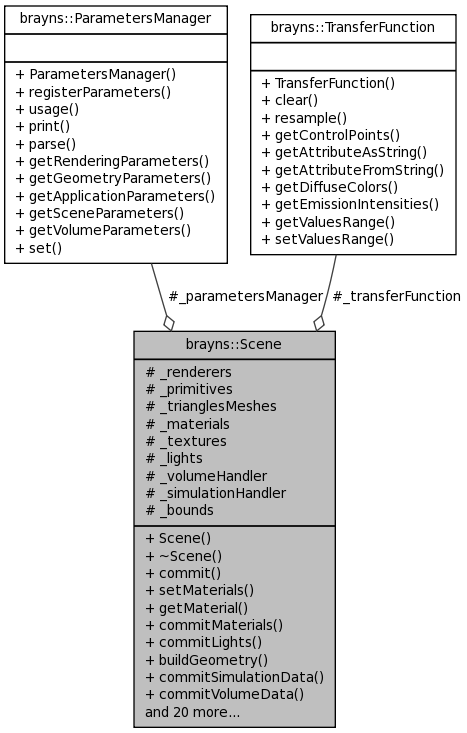 brayns::ParametersManager
+ ParametersManager()
+ registerParameters()
+ usage()
+ print()
+ parse()
+ getRenderingParameters()
+ getGeometryParameters()
+ getApplicationParameters()
+ getSceneParameters()
+ getVolumeParameters()
+ set()
brayns::TransferFunction
+ TransferFunction()
+ clear()
+ resample()
+ getControlPoints()
+ getAttributeAsString()
+ getAttributeFromString()
+ getDiffuseColors()
+ getEmissionIntensities()
+ getValuesRange()
+ setValuesRange()
#_parametersManager
#_transferFunction
brayns::Scene
# _renderers
# _primitives
# _trianglesMeshes
# _materials
# _textures
# _lights
# _volumeHandler
# _simulationHandler
# _bounds
+ Scene()
+ ~Scene()
+ commit()
+ setMaterials()
+ getMaterial()
+ commitMaterials()
+ commitLights()
+ buildGeometry()
+ commitSimulationData()
+ commitVolumeData()
and 20 more...